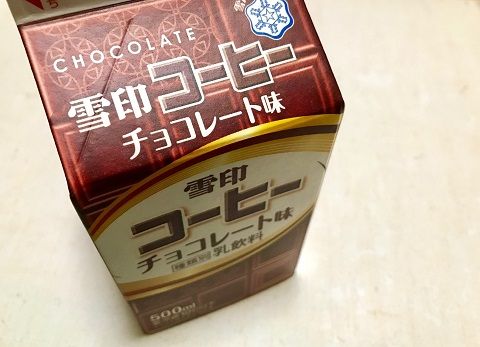 CHOCOLATE
雪印コーヒー
チョコレート味
雪印
コーヒー
チョコレート味
種類別 乳飲料
500ml